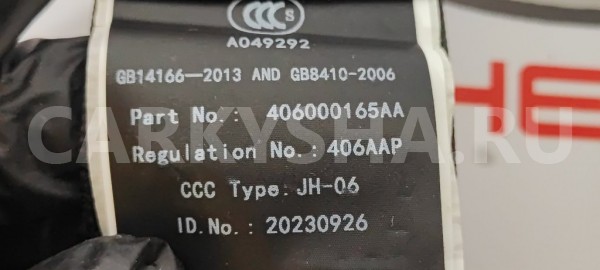 CCC S
A049292
GB14166—2013 AND GB8410-2006
Part No.: 406000165AA
Regulation No.: 406AAP
CARKYSHA.RU
CCC Type: JH-06
ID.No.: 20230926